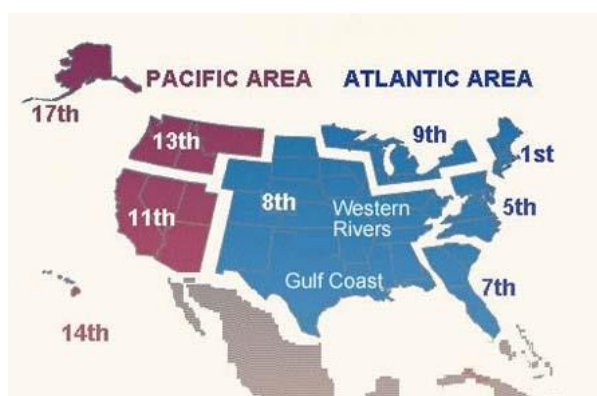 PACIFIC AREA
ATLANTIC AREA
17th
13th
9th
1st
11th
8th
Western
Rivers
5th
Gulf Coast
7th
14th